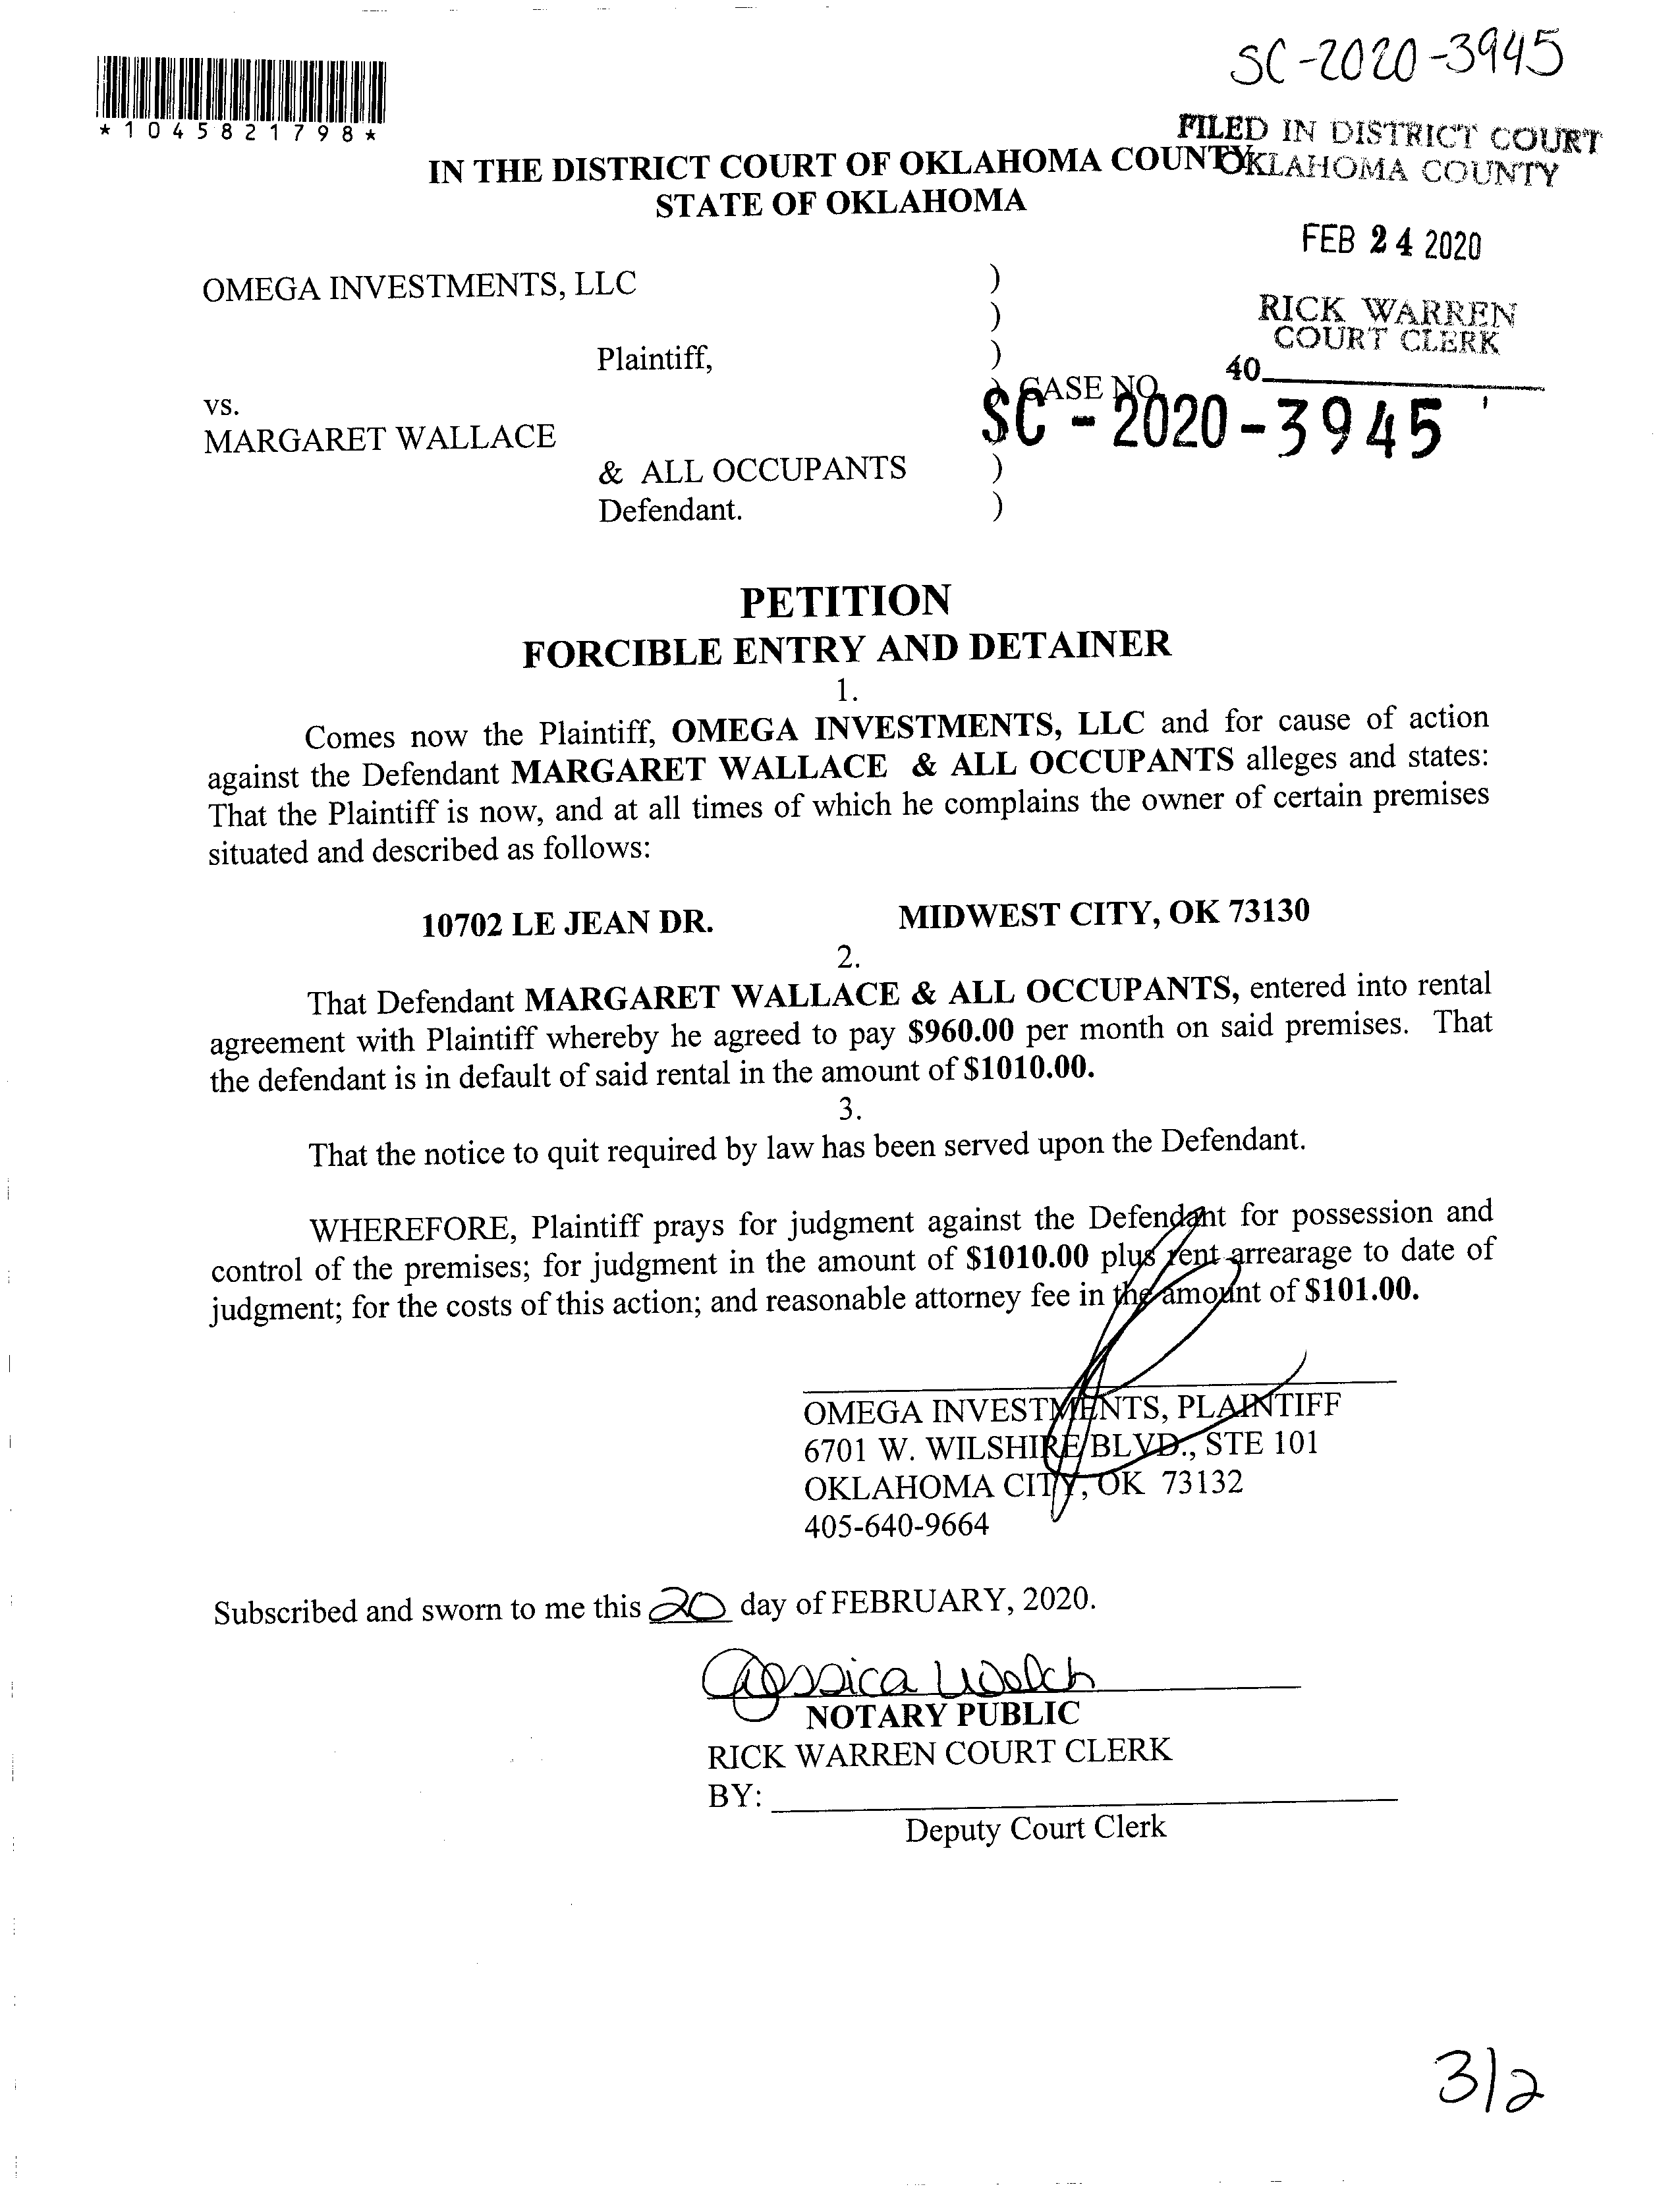 SC-2020-3945
*1045821798*
FILED IN DISTRICT COURT
OKLAHOMA COUNTY
IN THE DISTRICT COURT OF OKLAHOMA COUNTY
STATE OF OKLAHOMA
FEB 24 2020
OMEGA INVESTMENTS, LLC )
)
RICK WARREN
COURT CLERK
Plaintiff, )
40
) CASE NO.
SC-2020-3945
vs.
MARGARET WALLACE
& ALL OCCUPANTS )
Defendant. )
PETITION
FORCIBLE ENTRY AND DETAINER
1.
Comes now the Plaintiff, OMEGA INVESTMENTS, LLC and for cause of action
against the Defendant MARGARET WALLACE & ALL OCCUPANTS alleges and states:
That the Plaintiff is now, and at all times of which he complains the owner of certain premises
situated and described as follows:
10702 LE JEAN DR. MIDWEST CITY, OK 73130
2.
That Defendant MARGARET WALLACE & ALL OCCUPANTS, entered into rental
agreement with Plaintiff whereby he agreed to pay $960.00 per month on said premises. That
the defendant is in default of said rental in the amount of $1010.00.
3.
That the notice to quit required by law has been served upon the Defendant.
WHEREFORE, Plaintiff prays for judgment against the Defendant for possession and
control of the premises; for judgment in the amount of $1010.00 plus rent arrearage to date of
judgment; for the costs of this action; and reasonable attorney fee in the amount of $101.00.
OMEGA INVESTMENTS, PLAINTIFF
6701 W. WILSHIRE BLVD., STE 101
OKLAHOMA CITY, OK 73132
405-640-9664
Subscribed and sworn to me this 20 day of FEBRUARY, 2020.
Jessica Welch
NOTARY PUBLIC
RICK WARREN COURT CLERK
BY:
Deputy Court Clerk
3/2